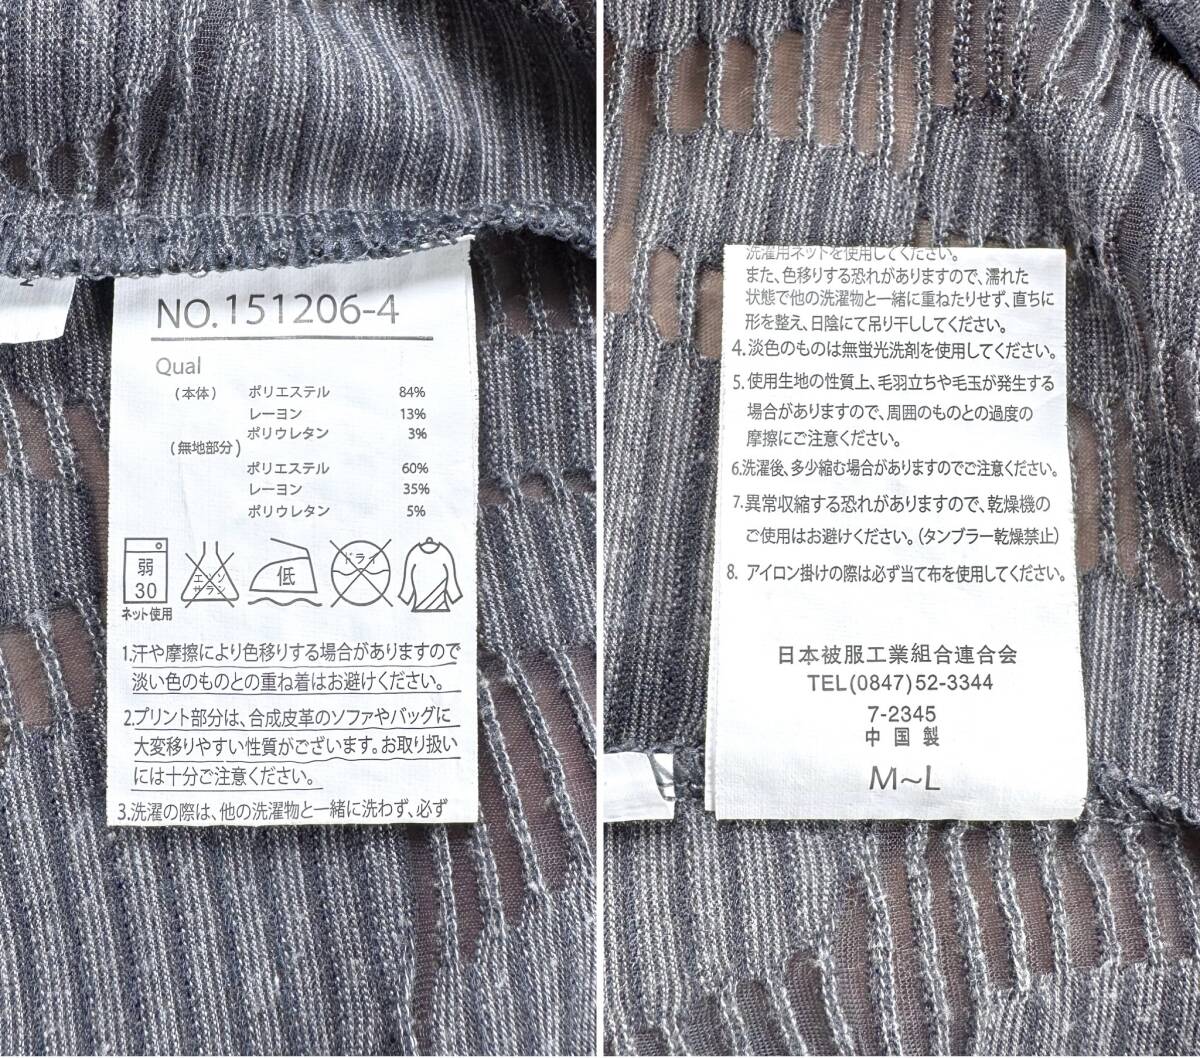 NO.151206-4
Qual
(本体) ポリエステル 84%
レーヨン 13%
ポリウレタン 3%
(無地部分)
ポリエステル 60%
レーヨン 35%
ポリウレタン 5%
弱
30
ネット使用
エンソ
サラン
低
ドライ
1.汗や摩擦により色移りする場合がありますので
淡い色のものとの重ね着はお避けください。
2.プリント部分は、合成皮革のソファやバッグに
大変移りやすい性質がございます。お取り扱い
には十分ご注意ください。
3.洗濯の際は、他の洗濯物と一緒に洗わず、必ず
洗濯用ネットを使用してください。
また、色移りする恐れがありますので、濡れた
状態で他の洗濯物と一緒に重ねたりせず、直ちに
形を整え、日陰にて吊り干ししてください。
4.淡色のものは無蛍光洗剤を使用してください。
5.使用生地の性質上、毛羽立ちや毛玉が発生する
場合がありますので、周囲のものとの過度の
摩擦にご注意ください。
6.洗濯後、多少縮む場合がありますのでご注意ください。
7.異常収縮する恐れがありますので、乾燥機の
ご使用はお避けください。(タンブラー乾燥禁止)
8. アイロン掛けの際は必ず当て布を使用してください。
日本被服工業組合連合会
TEL(0847)52-3344
7-2345
中国製
M～L